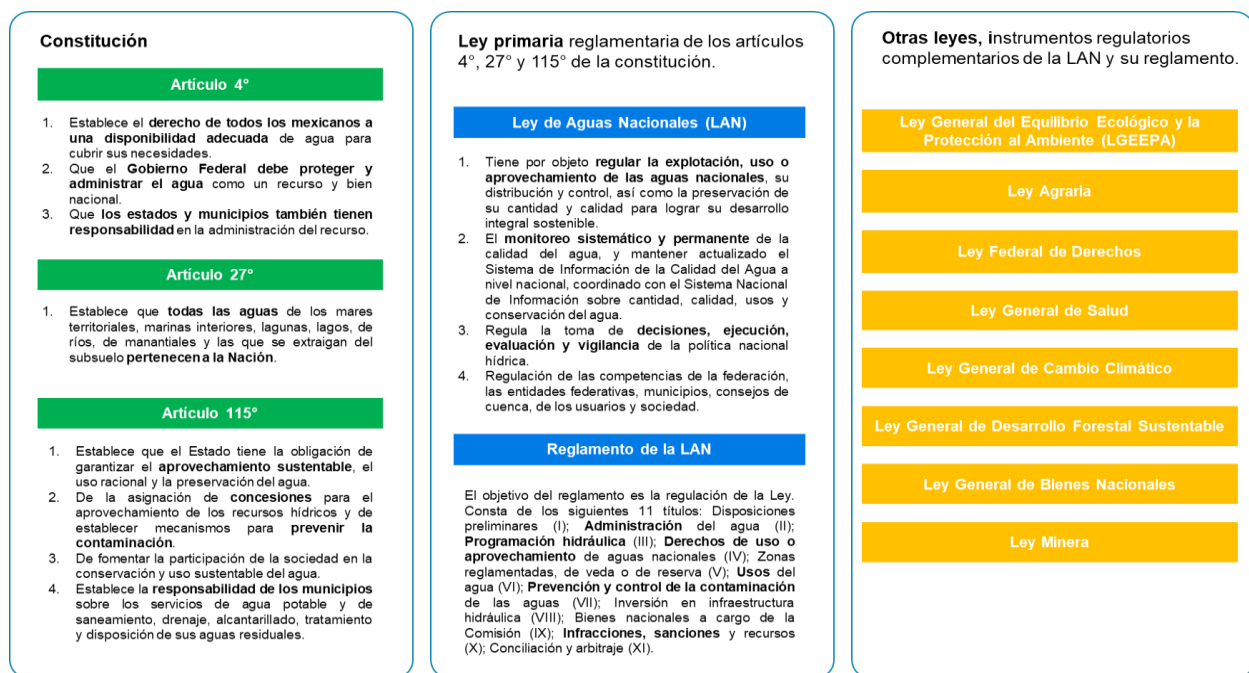 Constitución
Artículo 4°
1. Establece el derecho de todos los mexicanos a
una disponibilidad adecuada de agua para
cubrir sus necesidades.
2. Que el Gobierno Federal debe proteger y
administrar el agua como un recurso y bien
nacional.
3. Que los estados y municipios también tienen
responsabilidad en la administración del recurso.
Artículo 27°
1. Establece que todas las aguas de los mares
territoriales, marinas interiores, lagunas, lagos, de
ríos, de manantiales y las que se extraigan del
subsuelo pertenecen a la Nación.
Artículo 115°
1. Establece que el Estado tiene la obligación de
garantizar el aprovechamiento sustentable, el
uso racional y la preservación del agua.
2. De la asignación de concesiones para el
aprovechamiento de los recursos hídricos y de
establecer mecanismos para prevenir la
contaminación.
3. De fomentar la participación de la sociedad en la
conservación y uso sustentable del agua.
4. Establece la responsabilidad de los municipios
sobre los servicios de agua potable y de
saneamiento, drenaje, alcantarillado, tratamiento
y disposición de sus aguas residuales.
Ley primaria reglamentaria de los artículos
4°, 27° y 115° de la constitución.
Ley de Aguas Nacionales (LAN)
1. Tiene por objeto regular la explotación, uso o
aprovechamiento de las aguas nacionales, su
distribución y control, así como la preservación de
su cantidad y calidad para lograr su desarrollo
integral sostenible.
2. El monitoreo sistemático y permanente de la
calidad del agua, y mantener actualizado el
Sistema de Información de la Calidad del Agua a
nivel nacional, coordinado con el Sistema Nacional
de Información sobre cantidad, calidad, usos y
conservación del agua.
3. Regula la toma de decisiones, ejecución,
evaluación y vigilancia de la política nacional
hídrica.
4. Regulación de las competencias de la federación,
las entidades federativas, municipios, consejos de
cuenca, de los usuarios y sociedad.
Reglamento de la LAN
El objetivo del reglamento es la regulación de la Ley.
Consta de los siguientes 11 títulos: Disposiciones
preliminares (I); Administración del agua (II);
Programación hidráulica (III); Derechos de uso o
aprovechamiento de aguas nacionales (IV); Zonas
reglamentadas, de veda o de reserva (V); Usos del
agua (VI); Prevención y control de la contaminación
de las aguas (VII); Inversión en infraestructura
hidráulica (VIII); Bienes nacionales a cargo de la
Comisión (IX); Infracciones, sanciones y recursos
(X); Conciliación y arbitraje (XI).
Otras leyes, instrumentos regulatorios
complementarios de la LAN y su reglamento.
Ley General del Equilibrio Ecológico y la
Protección al Ambiente (LGEEPA)
Ley Agraria
Ley Federal de Derechos
Ley General de Salud
Ley General de Cambio Climático
Ley General de Desarrollo Forestal Sustentable
Ley General de Bienes Nacionales
Ley Minera